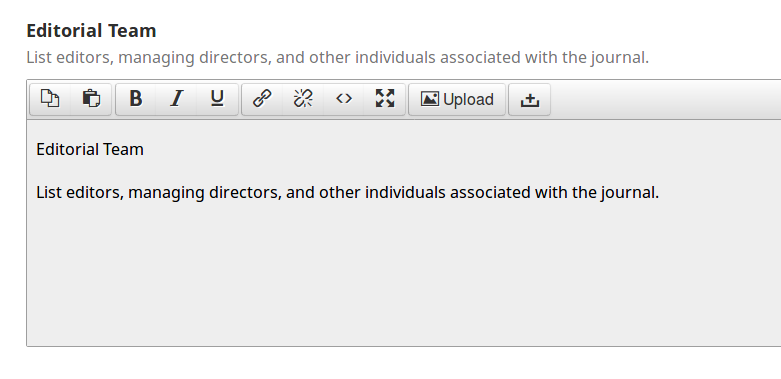 Editorial Team
List editors, managing directors, and other individuals associated with the journal.
B I U Upload
Editorial Team
List editors, managing directors, and other individuals associated with the journal.